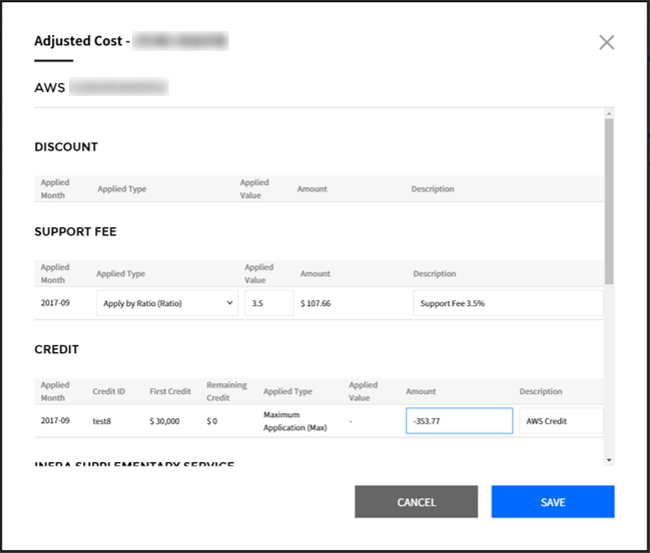 Adjusted Cost -
AWS
DISCOUNT
Applied Month Applied Type Applied Value Amount Description
SUPPORT FEE
Applied Month Applied Type Applied Value Amount Description
2017-09 Apply by Ratio (Ratio) 3.5 $ 107.66 Support Fee 3.5%
CREDIT
Applied Month Credit ID First Credit Remaining Credit Applied Type Applied Value Amount Description
2017-09 test8 $ 30,000 $ 0 Maximum Application (Max) - -353.77 AWS Credit
INFRA SUPPLEMENTARY SERVICE
CANCEL SAVE